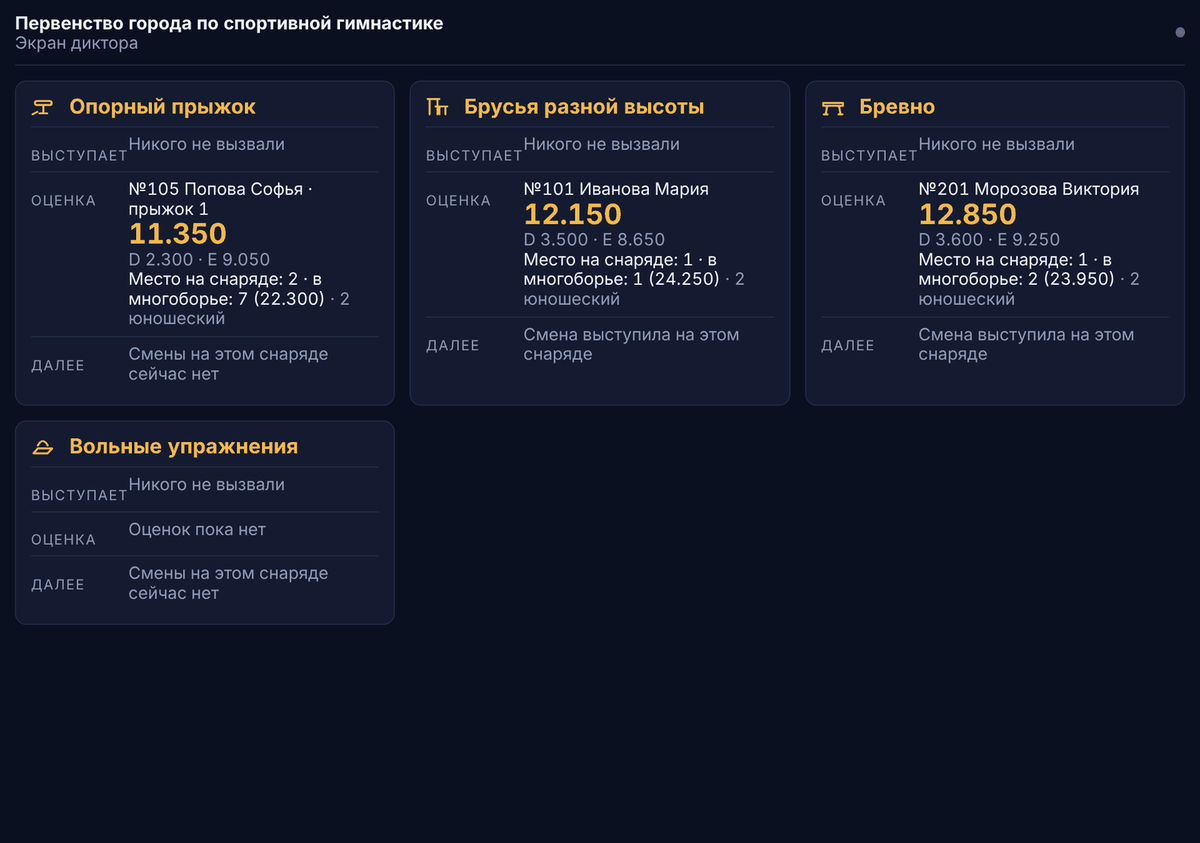 Первенство города по спортивной гимнастике
Экран диктора
Опорный прыжок
ВЫСТУПАЕТ Никого не вызвали
ОЦЕНКА
№105 Попова Софья ·
прыжок 1
11.350
D 2.300 · E 9.050
Место на снаряде: 2 · в
многоборье: 7 (22.300) · 2
юношеский
ДАЛЕЕ
Смены на этом снаряде
сейчас нет
Брусья разной высоты
ВЫСТУПАЕТ Никого не вызвали
ОЦЕНКА
№101 Иванова Мария
12.150
D 3.500 · E 8.650
Место на снаряде: 1 · в
многоборье: 1 (24.250) · 2
юношеский
ДАЛЕЕ
Смена выступила на этом
снаряде
Бревно
ВЫСТУПАЕТ Никого не вызвали
ОЦЕНКА
№201 Морозова Виктория
12.850
D 3.600 · E 9.250
Место на снаряде: 1 · в
многоборье: 2 (23.950) · 2
юношеский
ДАЛЕЕ
Смена выступила на этом
снаряде
Вольные упражнения
ВЫСТУПАЕТ Никого не вызвали
ОЦЕНКА Оценок пока нет
ДАЛЕЕ
Смены на этом снаряде
сейчас нет